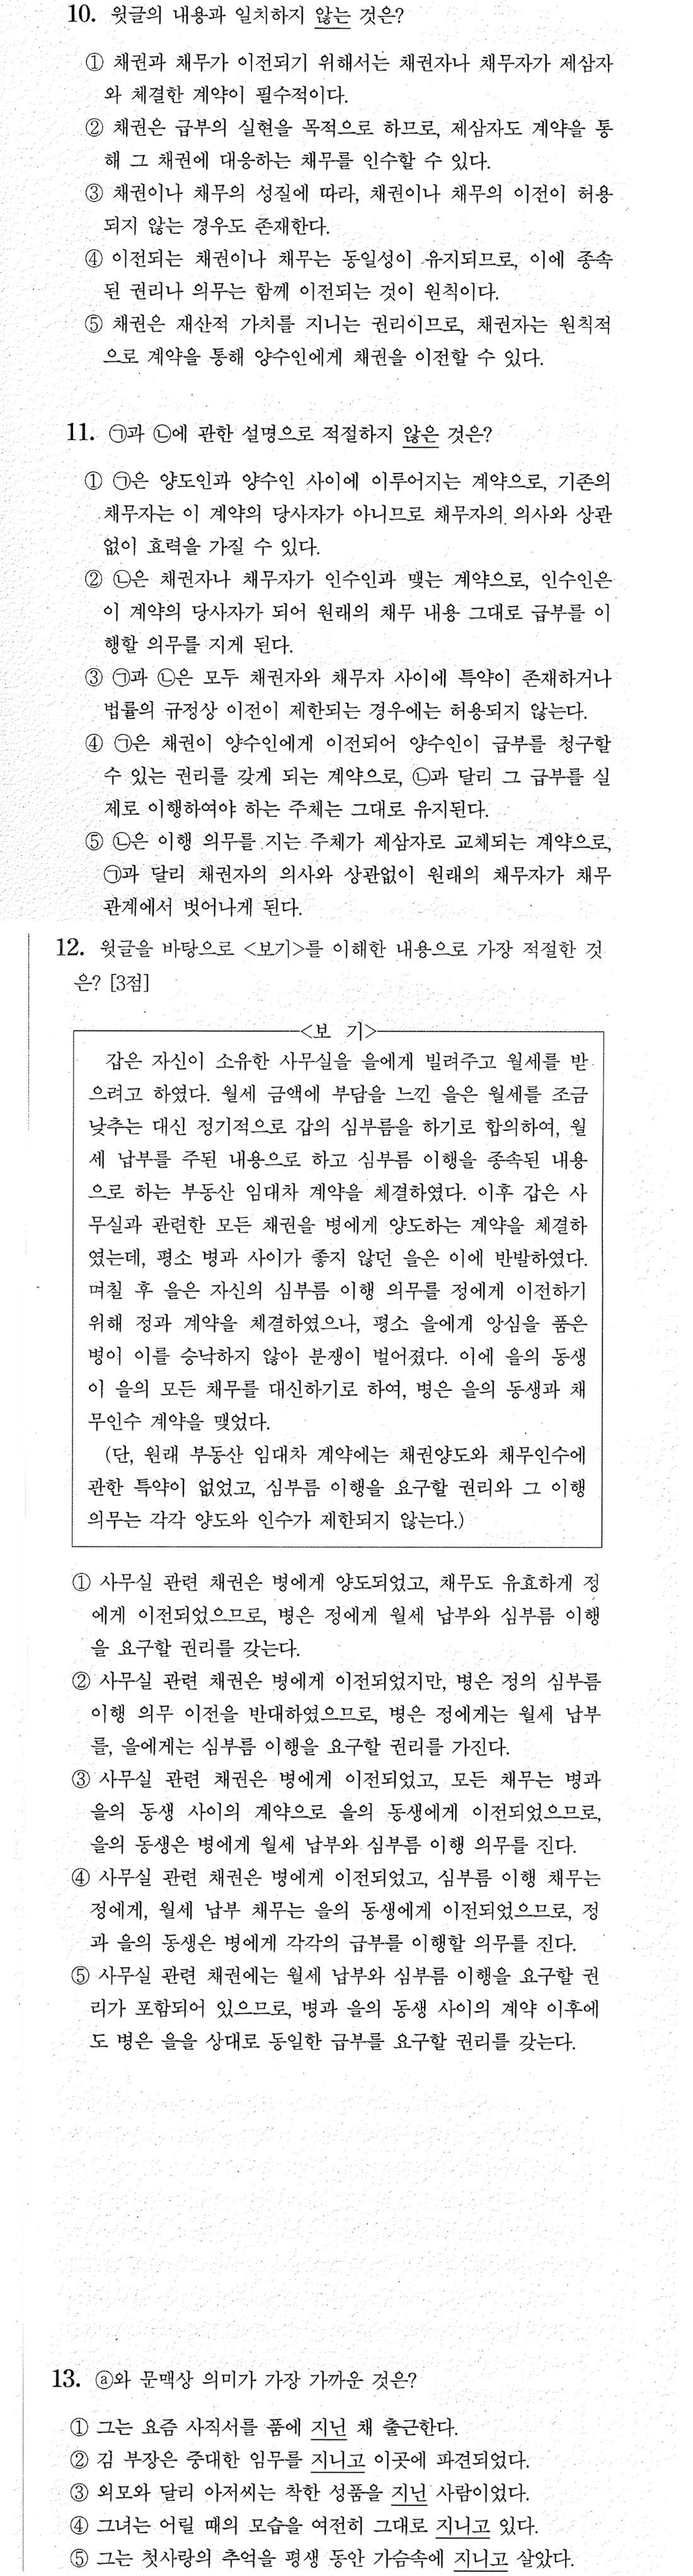 10. 윗글의 내용과 일치하지 않는 것은?
① 채권과 채무가 이전되기 위해서는 채권자나 채무자가 제삼자
와 체결한 계약이 필수적이다.
② 채권은 급부의 실현을 목적으로 하므로, 제삼자도 계약을 통
해 그 채권에 대응하는 채무를 인수할 수 있다.
③ 채권이나 채무의 성질에 따라, 채권이나 채무의 이전이 허용
되지 않는 경우도 존재한다.
④ 이전되는 채권이나 채무는 동일성이 유지되므로, 이에 종속
된 권리나 의무는 함께 이전되는 것이 원칙이다.
⑤ 채권은 재산적 가치를 지니는 권리이므로, 채권자는 원칙적
으로 계약을 통해 양수인에게 채권을 이전할 수 있다.
11. ㉠과 ㉡에 관한 설명으로 적절하지 않은 것은?
① ㉠은 양도인과 양수인 사이에 이루어지는 계약으로, 기존의
채무자는 이 계약의 당사자가 아니므로 채무자의 의사와 상관
없이 효력을 가질 수 있다.
② ㉡은 채권자나 채무자가 인수인과 맺는 계약으로, 인수인은
이 계약의 당사자가 되어 원래의 채무 내용 그대로 급부를 이
행할 의무를 지게 된다.
③ ㉠과 ㉡은 모두 채권자와 채무자 사이에 특약이 존재하거나
법률의 규정상 이전이 제한되는 경우에는 허용되지 않는다.
④ ㉠은 채권이 양수인에게 이전되어 양수인이 급부를 청구할
수 있는 권리를 갖게 되는 계약으로, ㉡과 달리 그 급부를 실
제로 이행하여야 하는 주체는 그대로 유지된다.
⑤ ㉡은 이행 의무를 지는 주체가 제삼자로 교체되는 계약으로,
㉠과 달리 채권자의 의사와 상관없이 원래의 채무자가 채무
관계에서 벗어나게 된다.
12. 윗글을 바탕으로 <보기>를 이해한 내용으로 가장 적절한 것
은? [3점]
<보 기>
갑은 자신이 소유한 사무실을 을에게 빌려주고 월세를 받
으려고 하였다. 월세 금액에 부담을 느낀 을은 월세를 조금
낮추는 대신 정기적으로 갑의 심부름을 하기로 합의하여, 월
세 납부를 주된 내용으로 하고 심부름 이행을 종속된 내용
으로 하는 부동산 임대차 계약을 체결하였다. 이후 갑은 사
무실과 관련한 모든 채권을 병에게 양도하는 계약을 체결하
였는데, 평소 병과 사이가 좋지 않던 을은 이에 반발하였다.
며칠 후 을은 자신의 심부름 이행 의무를 정에게 이전하기
위해 정과 계약을 체결하였으나, 평소 을에게 앙심을 품은
병이 이를 승낙하지 않아 분쟁이 벌어졌다. 이에 을의 동생
이 을의 모든 채무를 대신하기로 하여, 병은 을의 동생과 채
무인수 계약을 맺었다.
(단, 원래 부동산 임대차 계약에는 채권양도와 채무인수에
관한 특약이 없었고, 심부름 이행을 요구할 권리와 그 이행
의무는 각각 양도와 인수가 제한되지 않는다.)
① 사무실 관련 채권은 병에게 양도되었고, 채무도 유효하게 정
에게 이전되었으므로, 병은 정에게 월세 납부와 심부름 이행
을 요구할 권리를 갖는다.
② 사무실 관련 채권은 병에게 이전되었지만, 병은 정의 심부름
이행 의무 이전을 반대하였으므로, 병은 정에게는 월세 납부
를, 을에게는 심부름 이행을 요구할 권리를 가진다.
③ 사무실 관련 채권은 병에게 이전되었고, 모든 채무는 병과
을의 동생 사이의 계약으로 을의 동생에게 이전되었으므로,
을의 동생은 병에게 월세 납부와 심부름 이행 의무를 진다.
④ 사무실 관련 채권은 병에게 이전되었고, 심부름 이행 채무는
정에게, 월세 납부 채무는 을의 동생에게 이전되었으므로, 정
과 을의 동생은 병에게 각각의 급부를 이행할 의무를 진다.
⑤ 사무실 관련 채권에는 월세 납부와 심부름 이행을 요구할 권
리가 포함되어 있으므로, 병과 을의 동생 사이의 계약 이후에
도 병은 을을 상대로 동일한 급부를 요구할 권리를 갖는다.
13. ⓐ와 문맥상 의미가 가장 가까운 것은?
① 그는 요즘 사직서를 품에 지닌 채 출근한다.
② 김 부장은 중대한 임무를 지니고 이곳에 파견되었다.
③ 외모와 달리 아저씨는 착한 성품을 지닌 사람이었다.
④ 그녀는 어릴 때의 모습을 여전히 그대로 지니고 있다.
⑤ 그는 첫사랑의 추억을 평생 동안 가슴속에 지니고 살았다.